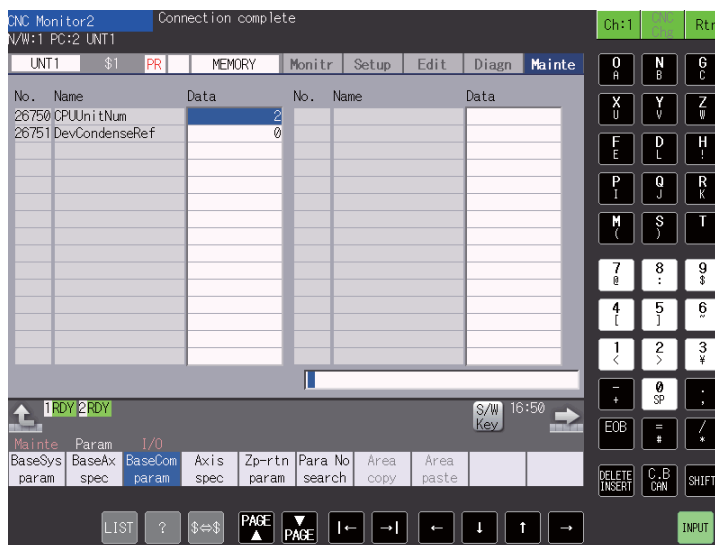 CNC Monitor2 Connection complete
N/W:1 PC:2 UNT1
UNT1 $1 PR MEMORY Monitr Setup Edit Diagn Mainte
No. Name Data No. Name Data
26750 CPUUnitNum 2
26751 DevCondenseRef 0
1RDY 2RDY S/W Key 16:50
Mainte Param I/O
BaseSys param BaseAx spec BaseCom param Axis spec Zp-rtn param Para No search Area copy Area paste
LIST ? $⇔$ PAGE ▲ ▼ PAGE |← →| ← ↓ ↑ →
Ch:1 CNC Chg Rtr
0 A N B G C
X U Y V Z W
F E D L H !
P I Q J R K
M ( S ) T
7 @ 8 : 9 $
4 [ 5 ] 6 ~
1 < 2 > 3 ¥
- + 0 SP . ,
EOB = # / *
DELETE INSERT C.B CAN SHIFT
INPUT